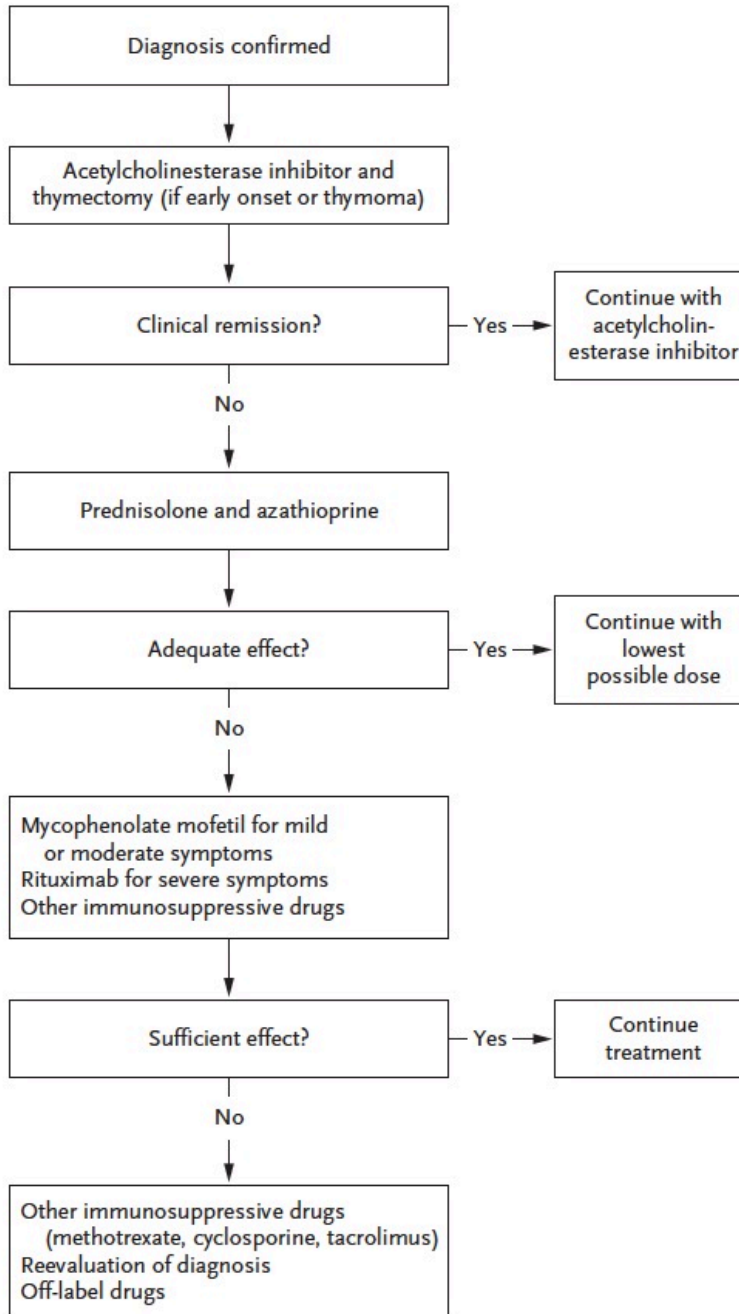 Diagnosis confirmed
Acetylcholinesterase inhibitor and
thymectomy (if early onset or thymoma)
Clinical remission?
Yes
Continue with
acetylcholin-
esterase inhibitor
No
Prednisolone and azathioprine
Adequate effect?
Yes
Continue with
lowest
possible dose
No
Mycophenolate mofetil for mild
or moderate symptoms
Rituximab for severe symptoms
Other immunosuppressive drugs
Sufficient effect?
Yes
Continue
treatment
No
Other immunosuppressive drugs
(methotrexate, cyclosporine, tacrolimus)
Reevaluation of diagnosis
Off-label drugs